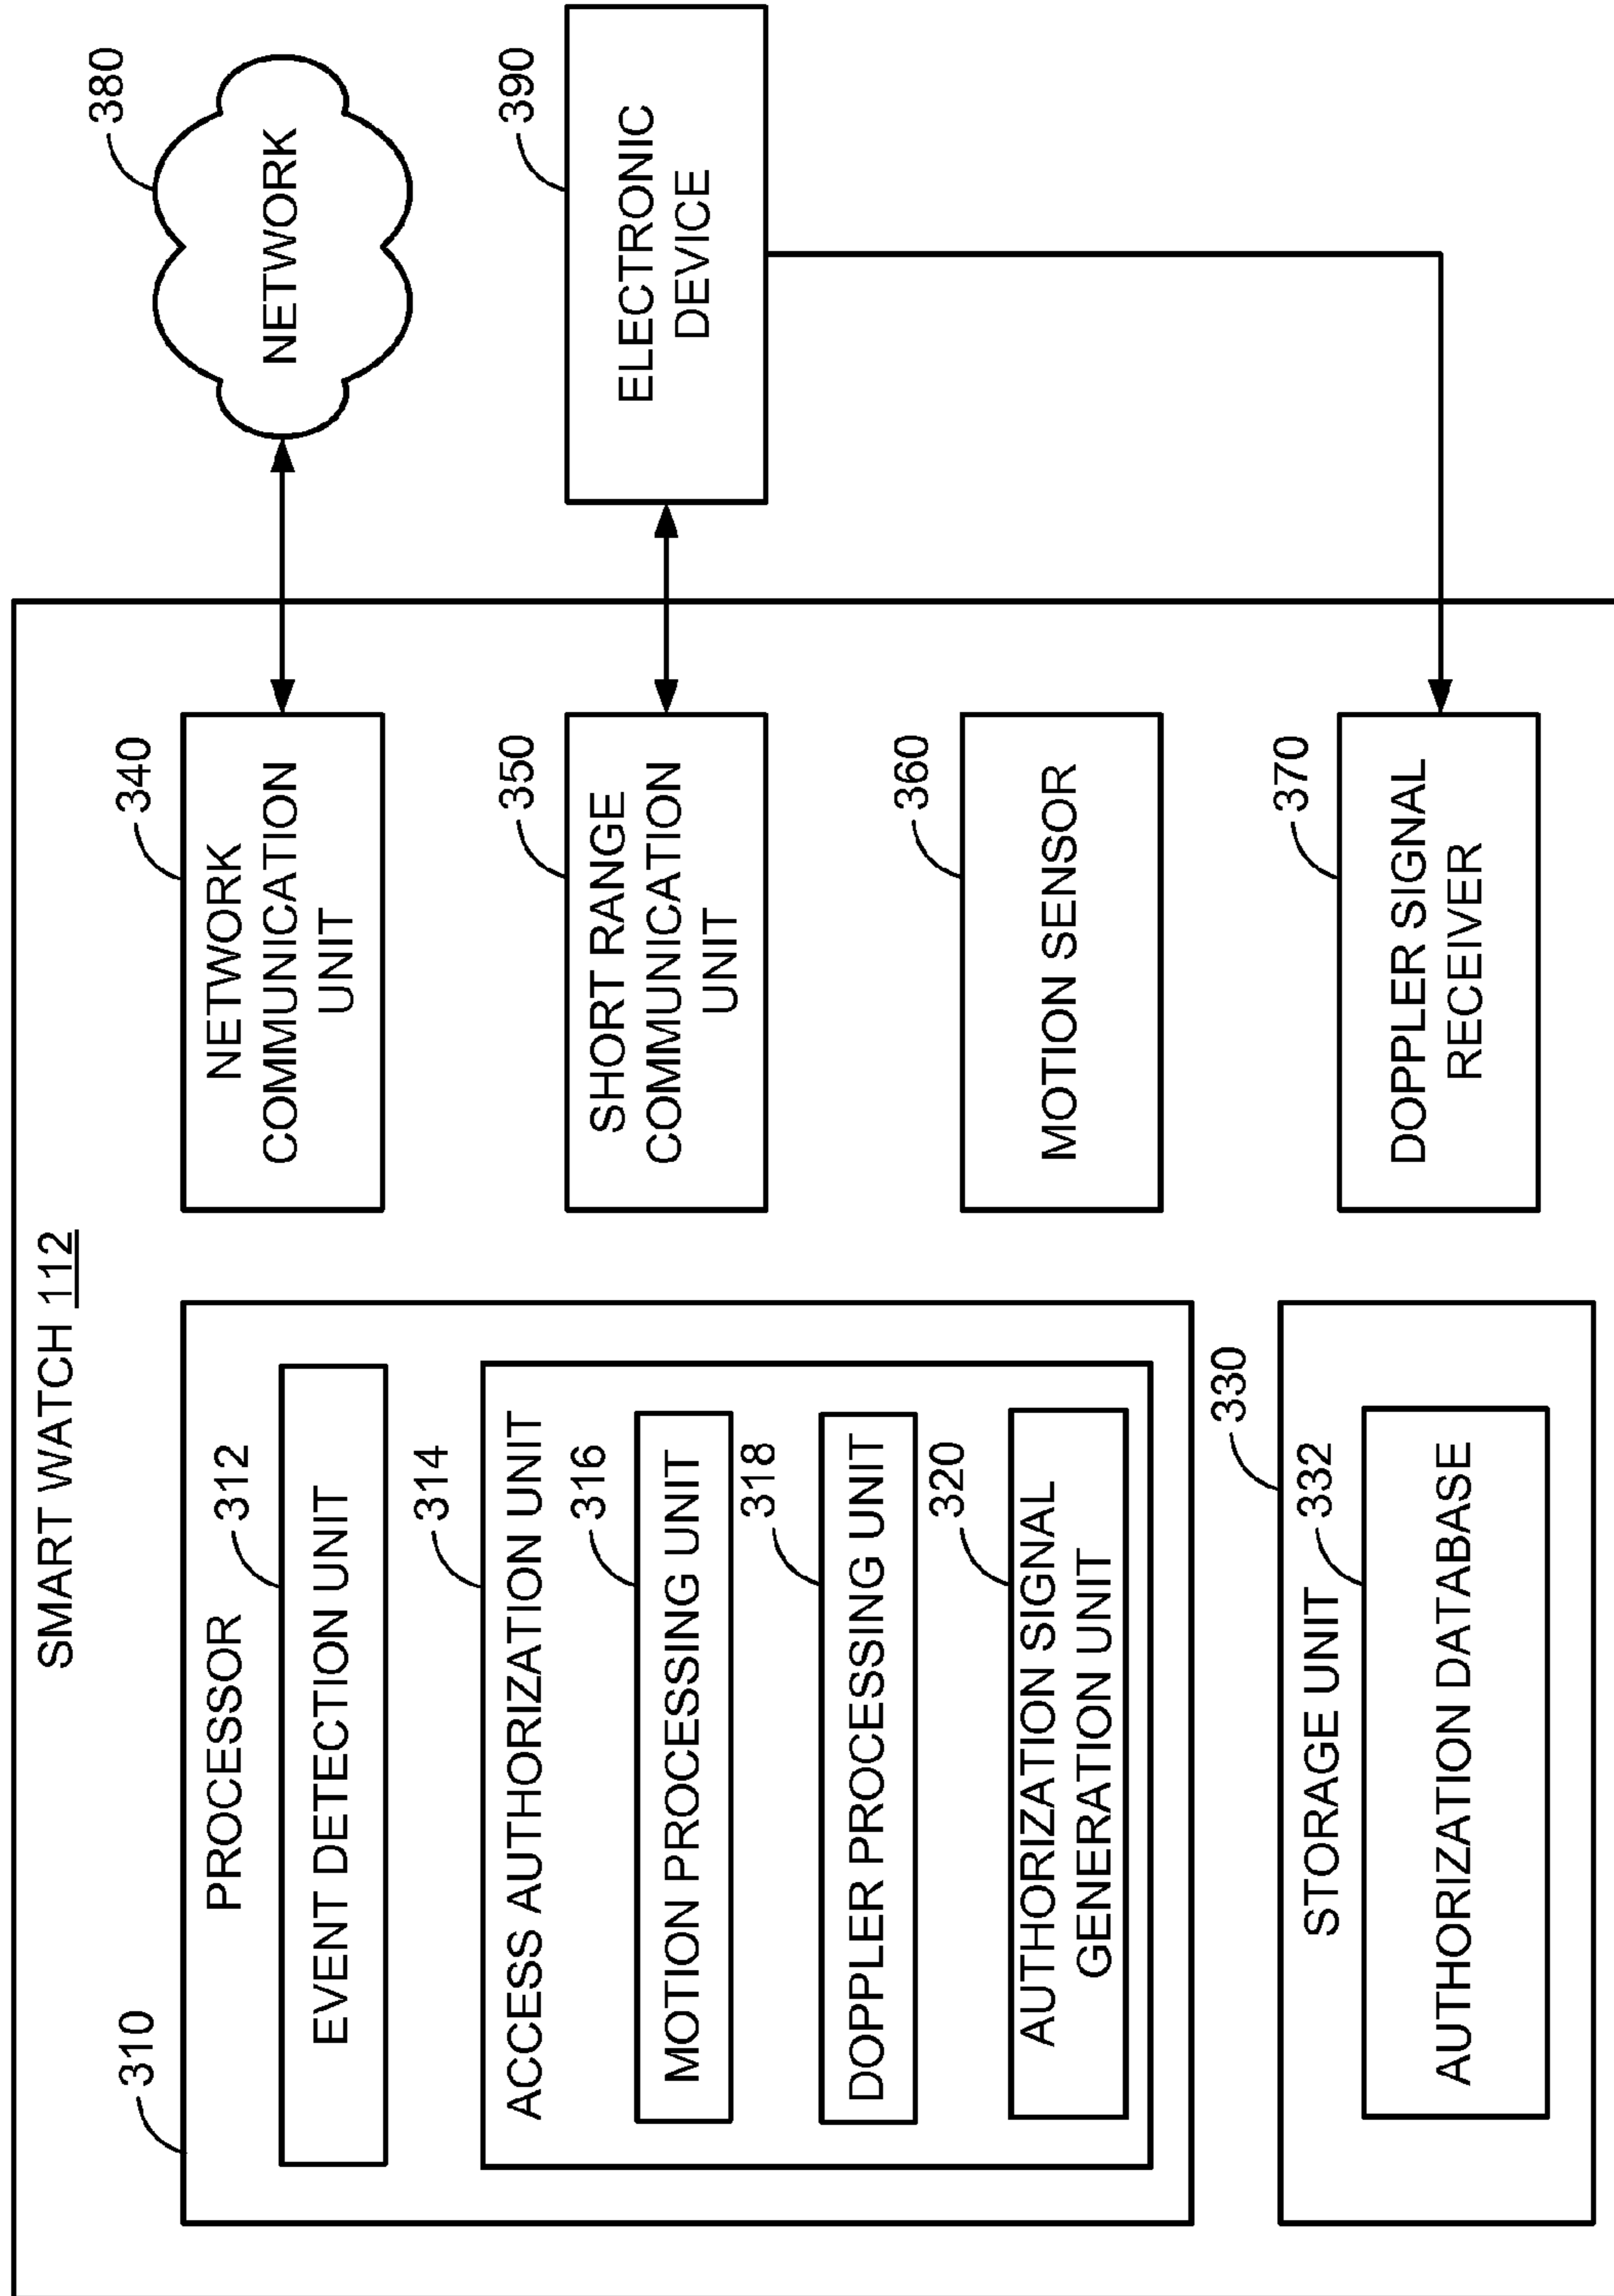 SMART WATCH 112
310
PROCESSOR
312
EVENT DETECTION UNIT
314
ACCESS AUTHORIZATION UNIT
316
MOTION PROCESSING UNIT
318
DOPPLER PROCESSING UNIT
320
AUTHORIZATION SIGNAL
GENERATION UNIT
330
STORAGE UNIT
332
AUTHORIZATION DATABASE
340
NETWORK
COMMUNICATION
UNIT
350
SHORT RANGE
COMMUNICATION
UNIT
360
MOTION SENSOR
370
DOPPLER SIGNAL
RECEIVER
380
NETWORK
390
ELECTRONIC
DEVICE